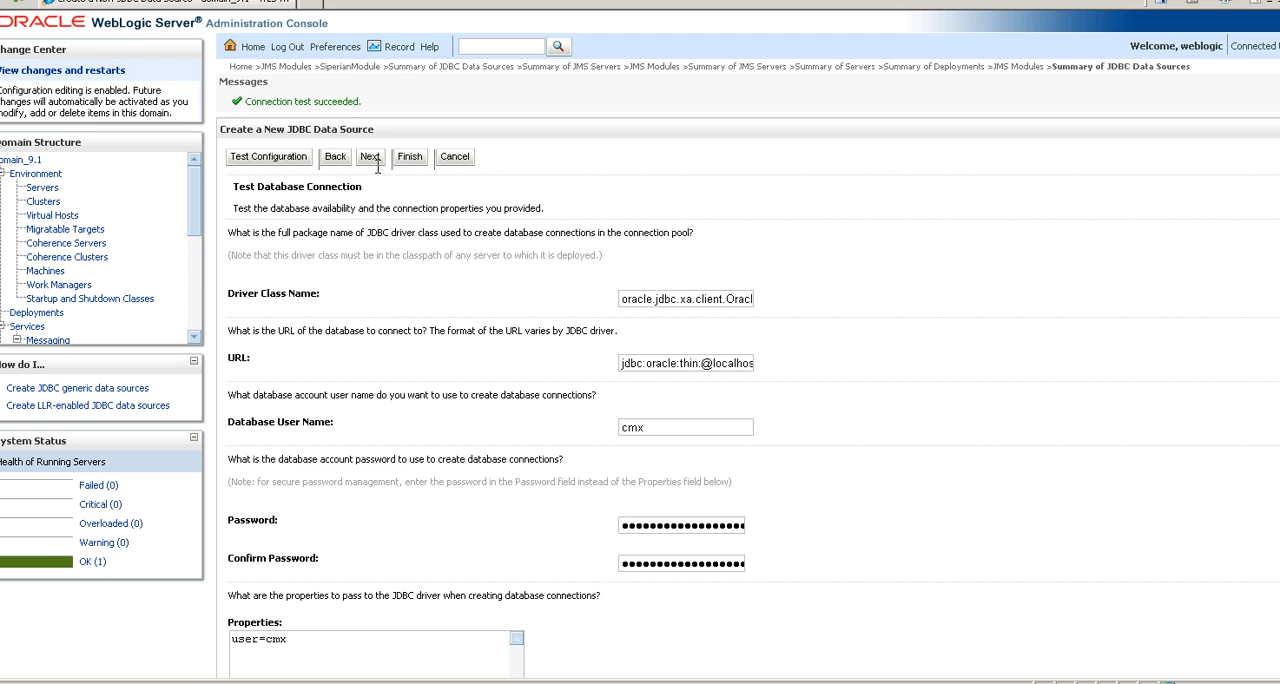 ORACLE WebLogic Server® Administration Console
hange Center
iew changes and restarts
onfiguration editing is enabled. Future
hanges will automatically be activated as you
modify, add or delete items in this domain.
omain Structure
omain_9.1
Environment
Servers
Clusters
Virtual Hosts
Migratable Targets
Coherence Servers
Coherence Clusters
Machines
Work Managers
Startup and Shutdown Classes
Deployments
Services
Messaging
ow do I...
Create JDBC generic data sources
Create LLR-enabled JDBC data sources
ystem Status
ealth of Running Servers
Failed (0)
Critical (0)
Overloaded (0)
Warning (0)
OK (1)
Home Log Out Preferences Record Help
Welcome, weblogic Connected
Home >JMS Modules >SiperianModule >Summary of JDBC Data Sources >Summary of JMS Servers >JMS Modules >Summary of JMS Servers >Summary of Servers >Summary of Deployments >JMS Modules >Summary of JDBC Data Sources
Messages
Connection test succeeded.
Create a New JDBC Data Source
Test Configuration Back Next Finish Cancel
Test Database Connection
Test the database availability and the connection properties you provided.
What is the full package name of JDBC driver class used to create database connections in the connection pool?
(Note that this driver class must be in the classpath of any server to which it is deployed.)
Driver Class Name: oracle.jdbc.xa.client.Oracl
What is the URL of the database to connect to? The format of the URL varies by JDBC driver.
URL: jdbc:oracle:thin:@localhos
What database account user name do you want to use to create database connections?
Database User Name: cmx
What is the database account password to use to create database connections?
(Note: for secure password management, enter the password in the Password field instead of the Properties field below)
Password: ●●●●●●●●●●●●●●●●●●
Confirm Password: ●●●●●●●●●●●●●●●●●●
What are the properties to pass to the JDBC driver when creating database connections?
Properties:
user=cmx